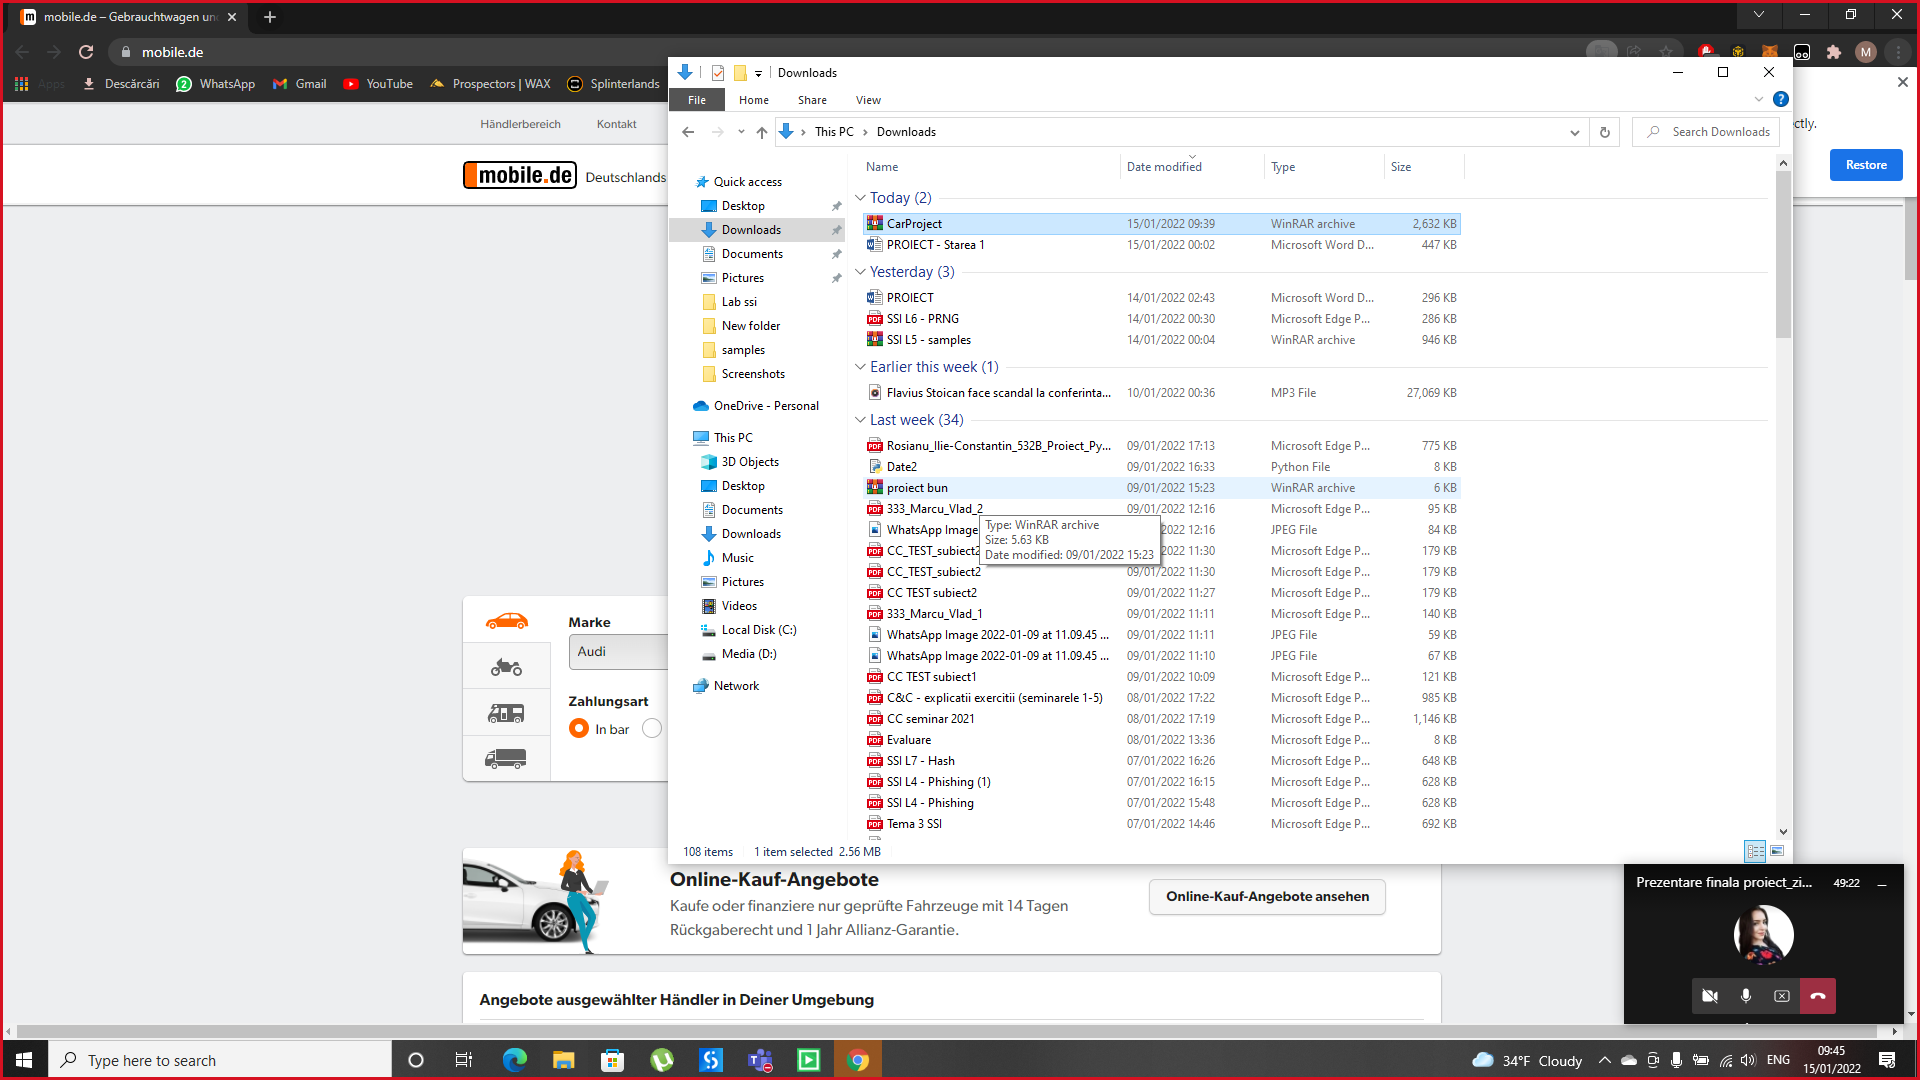 mobile.de – Gebrauchtwagen und
mobile.de
Apps
Descărcări
WhatsApp
Gmail
YouTube
Prospectors | WAX
Splinterlands
M
Händlerbereich
Kontakt
mobile.de
Deutschlands
ctly.
Restore
Marke
Audi
Zahlungsart
In bar
Online-Kauf-Angebote
Kaufe oder finanziere nur geprüfte Fahrzeuge mit 14 Tagen
Rückgaberecht und 1 Jahr Allianz-Garantie.
Online-Kauf-Angebote ansehen
Angebote ausgewählter Händler in Deiner Umgebung
Downloads
File
Home
Share
View
This PC
Downloads
Search Downloads
Quick access
Desktop
Downloads
Documents
Pictures
Lab ssi
New folder
samples
Screenshots
OneDrive - Personal
This PC
3D Objects
Desktop
Documents
Downloads
Music
Pictures
Videos
Local Disk (C:)
Media (D:)
Network
Name Date modified Type Size
Today (2)
CarProject 15/01/2022 09:39 WinRAR archive 2,632 KB
PROIECT - Starea 1 15/01/2022 00:02 Microsoft Word D... 447 KB
Yesterday (3)
PROIECT 14/01/2022 02:43 Microsoft Word D... 296 KB
SSI L6 - PRNG 14/01/2022 00:30 Microsoft Edge P... 286 KB
SSI L5 - samples 14/01/2022 00:04 WinRAR archive 946 KB
Earlier this week (1)
Flavius Stoican face scandal la conferinta... 10/01/2022 00:36 MP3 File 27,069 KB
Last week (34)
Rosianu_Ilie-Constantin_532B_Proiect_Py... 09/01/2022 17:13 Microsoft Edge P... 775 KB
Date2 09/01/2022 16:33 Python File 8 KB
proiect bun 09/01/2022 15:23 WinRAR archive 6 KB
333_Marcu_Vlad_2 09/01/2022 12:16 Microsoft Edge P... 95 KB
WhatsApp Image 2022 12:16 JPEG File 84 KB
CC_TEST_subiect2 2022 11:30 Microsoft Edge P... 179 KB
Type: WinRAR archive
Size: 5.63 KB
Date modified: 09/01/2022 15:23
CC_TEST_subiect2 09/01/2022 11:30 Microsoft Edge P... 179 KB
CC TEST subiect2 09/01/2022 11:27 Microsoft Edge P... 179 KB
333_Marcu_Vlad_1 09/01/2022 11:11 Microsoft Edge P... 140 KB
WhatsApp Image 2022-01-09 at 11.09.45 ... 09/01/2022 11:11 JPEG File 59 KB
WhatsApp Image 2022-01-09 at 11.09.45 ... 09/01/2022 11:10 JPEG File 67 KB
CC TEST subiect1 09/01/2022 10:09 Microsoft Edge P... 121 KB
C&C - explicatii exercitii (seminarele 1-5) 08/01/2022 17:22 Microsoft Edge P... 985 KB
CC seminar 2021 08/01/2022 17:19 Microsoft Edge P... 1,146 KB
Evaluare 08/01/2022 13:36 Microsoft Edge P... 8 KB
SSI L7 - Hash 07/01/2022 16:26 Microsoft Edge P... 648 KB
SSI L4 - Phishing (1) 07/01/2022 16:15 Microsoft Edge P... 628 KB
SSI L4 - Phishing 07/01/2022 15:48 Microsoft Edge P... 628 KB
Tema 3 SSI 07/01/2022 14:46 Microsoft Edge P... 692 KB
108 items 1 item selected 2.56 MB
Prezentare finala proiect_zi... 49:22
Type here to search
34°F Cloudy
ENG
09:45
15/01/2022